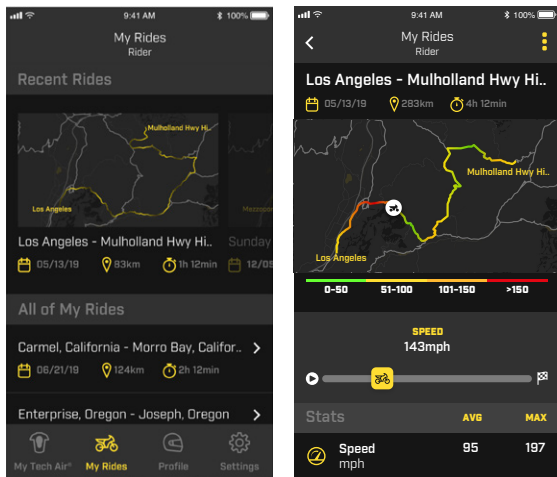 9:41 AM
100%
My Rides
Rider
Recent Rides
Mulholland Hwy Hi..
Los Angeles
Los Angeles - Mulholland Hwy Hi..
05/13/19
83km
1h 12min
Sunday
12/05
All of My Rides
Carmel, California - Morro Bay, Califor..
06/21/19
124km
2h 12min
Enterprise, Oregon - Joseph, Oregon
My Tech Air®
My Rides
Profile
Settings
9:41 AM
100%
My Rides
Rider
Los Angeles - Mulholland Hwy Hi..
05/13/19
283km
4h 12min
Mulholland Hwy Hi..
Los Angeles
0-50
51-100
101-150
>150
SPEED
143mph
Stats
AVG
MAX
Speed
mph
95
197